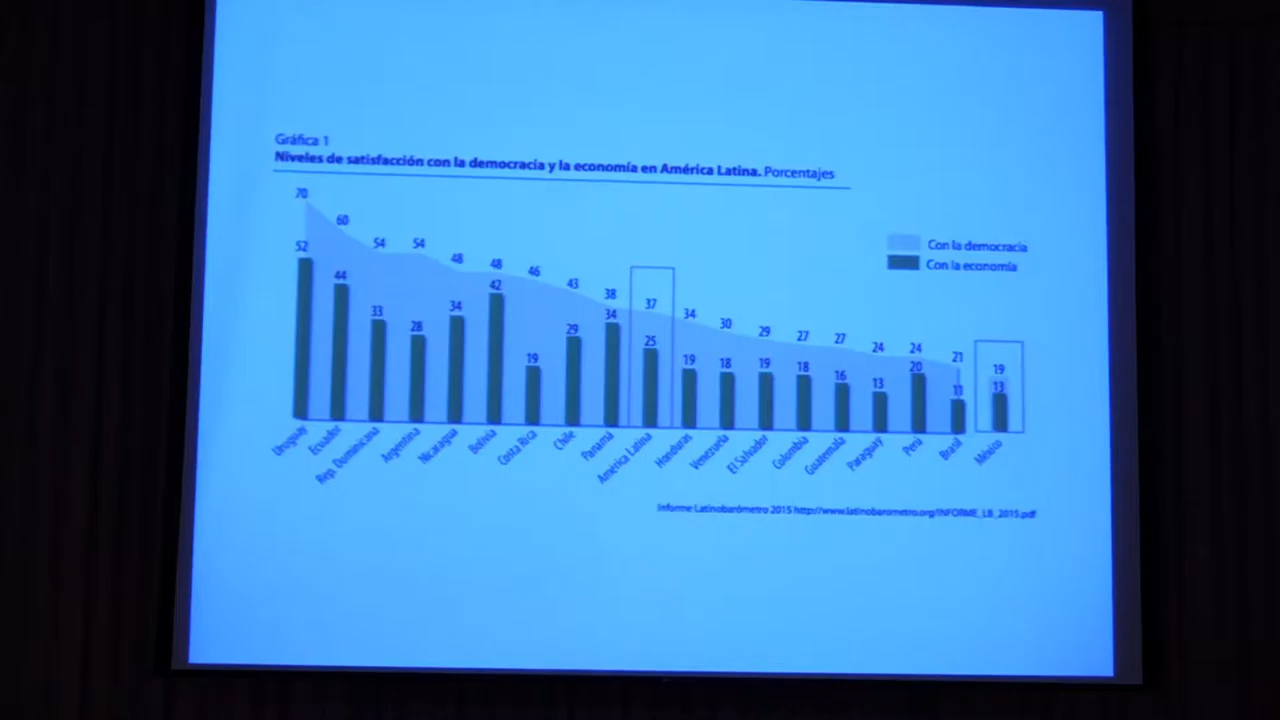 Gráfica 1
Niveles de satisfacción con la democracia y la economía en América Latina. Porcentajes
70
60
54
54
48
48
46
43
38
37
34
30
29
27
27
24
24
21
19
52
44
33
28
34
42
19
29
34
25
19
18
19
18
16
13
20
11
13
Con la democracia
Con la economía
Uruguay
Ecuador
Rep. Dominicana
Argentina
Nicaragua
Bolivia
Costa Rica
Chile
Panamá
América Latina
Honduras
Venezuela
El Salvador
Colombia
Guatemala
Paraguay
Perú
Brasil
México
Informe Latinobarómetro 2015 http://www.latinobarometro.org/INFORME_LB_2015.pdf